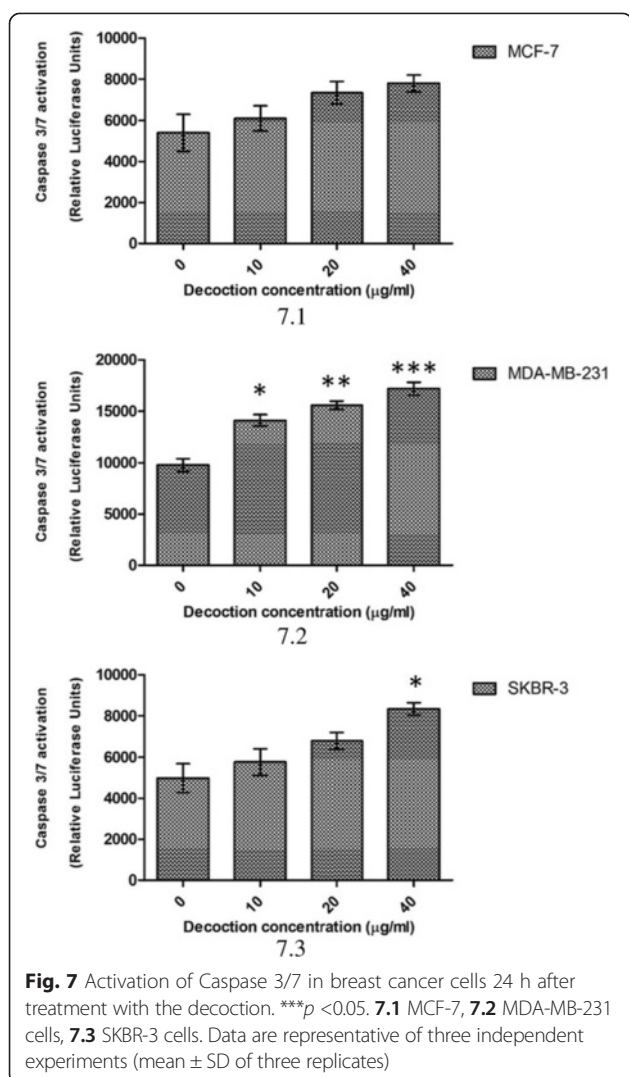 MCF-7
Caspase 3/7 activation
(Relative Luciferase Units)
10000
8000
6000
4000
2000
0
0
10
20
40
Decoction concentration (µg/ml)
7.1
MDA-MB-231
Caspase 3/7 activation
(Relative Luciferase Units)
20000
15000
10000
5000
0
*
**
***
0
10
20
40
Decoction concentration (µg/ml)
7.2
SKBR-3
Caspase 3/7 activation
(Relative Luciferase Units)
10000
8000
6000
4000
2000
0
*
0
10
20
40
Decoction concentration (µg/ml)
7.3
Fig. 7 Activation of Caspase 3/7 in breast cancer cells 24 h after
treatment with the decoction. ***p <0.05. 7.1 MCF-7, 7.2 MDA-MB-231
cells, 7.3 SKBR-3 cells. Data are representative of three independent
experiments (mean ± SD of three replicates)